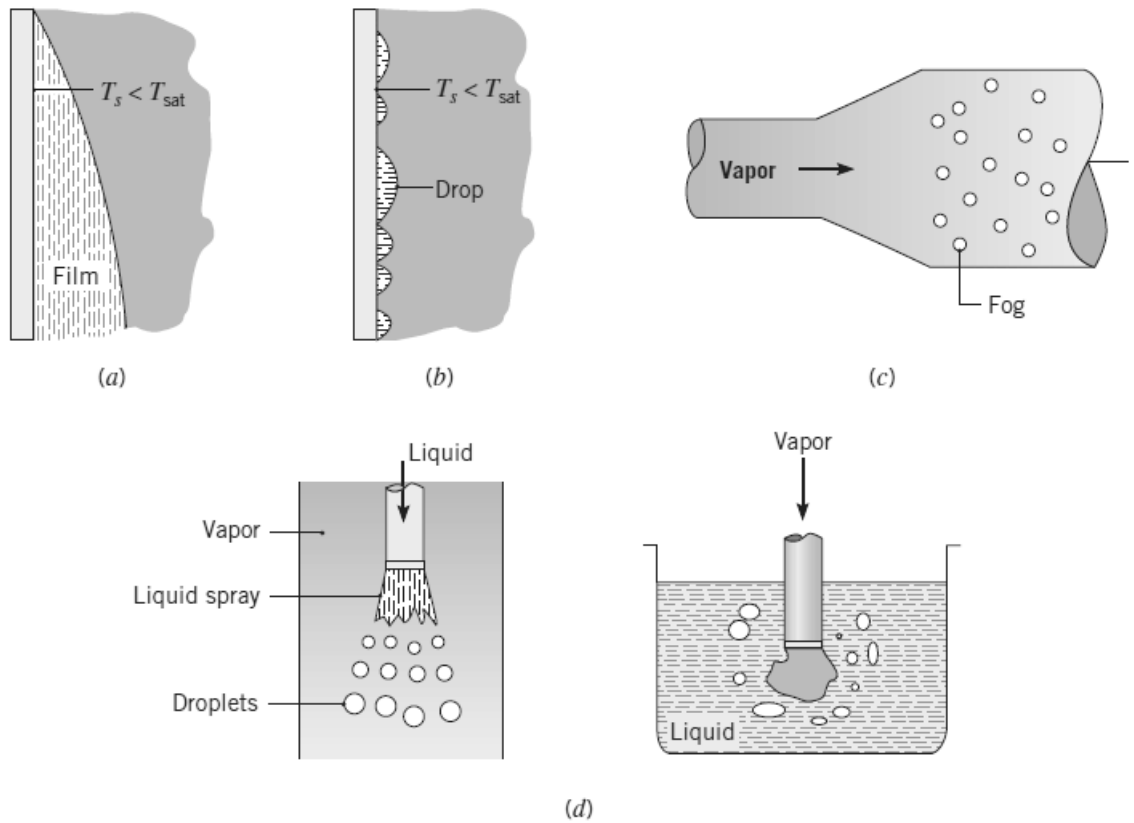 T_s < T_sat
Film
(a)
T_s < T_sat
Drop
(b)
Vapor
Fog
(c)
Liquid
Vapor
Liquid spray
Droplets
Vapor
Liquid
(d)